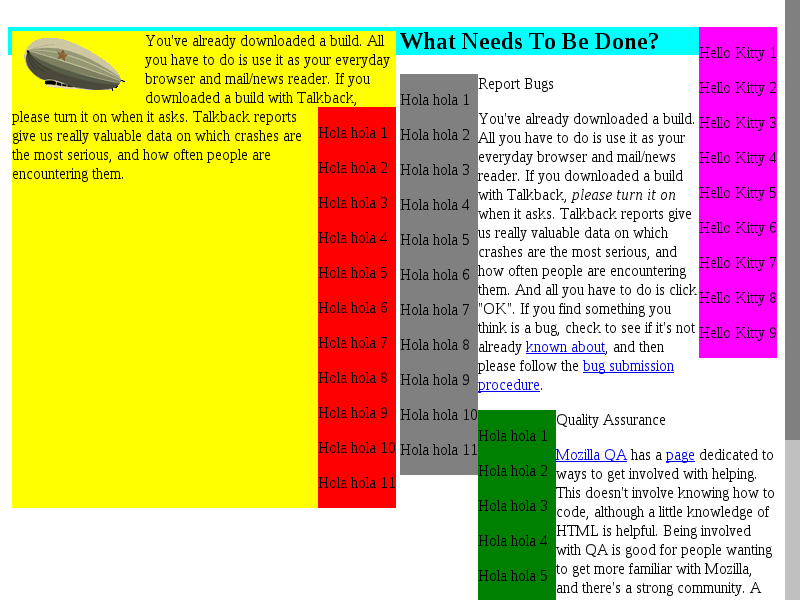 You've already downloaded a build. All
you have to do is use it as your everyday
browser and mail/news reader. If you
downloaded a build with Talkback,
please turn it on when it asks. Talkback reports
give us really valuable data on which crashes are
the most serious, and how often people are
encountering them.
Hola hola 1
Hola hola 2
Hola hola 3
Hola hola 4
Hola hola 5
Hola hola 6
Hola hola 7
Hola hola 8
Hola hola 9
Hola hola 10
Hola hola 11
What Needs To Be Done?
Hola hola 1
Hola hola 2
Hola hola 3
Hola hola 4
Hola hola 5
Hola hola 6
Hola hola 7
Hola hola 8
Hola hola 9
Hola hola 10
Hola hola 11
Report Bugs
You've already downloaded a build.
All you have to do is use it as your
everyday browser and mail/news
reader. If you downloaded a build
with Talkback, please turn it on
when it asks. Talkback reports give
us really valuable data on which
crashes are the most serious, and
how often people are encountering
them. And all you have to do is click
"OK". If you find something you
think is a bug, check to see if it's not
already known about, and then
please follow the bug submission
procedure.
Hello Kitty 1
Hello Kitty 2
Hello Kitty 3
Hello Kitty 4
Hello Kitty 5
Hello Kitty 6
Hello Kitty 7
Hello Kitty 8
Hello Kitty 9
Hola hola 1
Hola hola 2
Hola hola 3
Hola hola 4
Hola hola 5
Quality Assurance
Mozilla QA has a page dedicated to
ways to get involved with helping.
This doesn't involve knowing how to
code, although a little knowledge of
HTML is helpful. Being involved
with QA is good for people wanting
to get more familiar with Mozilla,
and there's a strong community. A